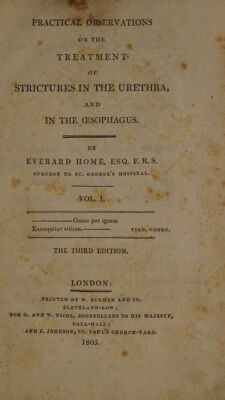 PRACTICAL OBSERVATIONS
ON THE
TREATMENT
OF
STRICTURES IN THE URETHRA,
AND
IN THE ŒSOPHAGUS.
BY
EVERARD HOME, ESQ. F.R.S.
SURGEON TO ST. GEORGE'S HOSPITAL.
VOL. I.
Omne per ignem
Excoquitur vitium. VIRG. GEORG.
THE THIRD EDITION.
LONDON:
PRINTED BY W. BULMER AND CO.
CLEVELAND-ROW;
FOR G. AND W. NICOL, BOOKSELLERS TO HIS MAJESTY,
PALL-MALL;
AND J. JOHNSON, ST. PAUL'S CHURCH-YARD.
1805.